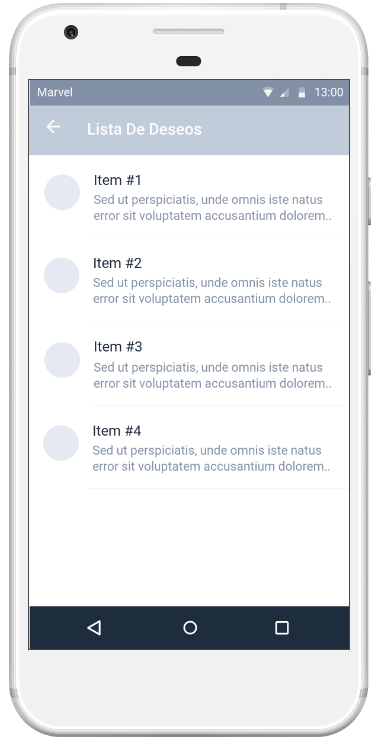 Marvel 13:00
Lista De Deseos
Item #1
Sed ut perspiciatis, unde omnis iste natus
error sit voluptatem accusantium dolorem..
Item #2
Sed ut perspiciatis, unde omnis iste natus
error sit voluptatem accusantium dolorem..
Item #3
Sed ut perspiciatis, unde omnis iste natus
error sit voluptatem accusantium dolorem..
Item #4
Sed ut perspiciatis, unde omnis iste natus
error sit voluptatem accusantium dolorem..